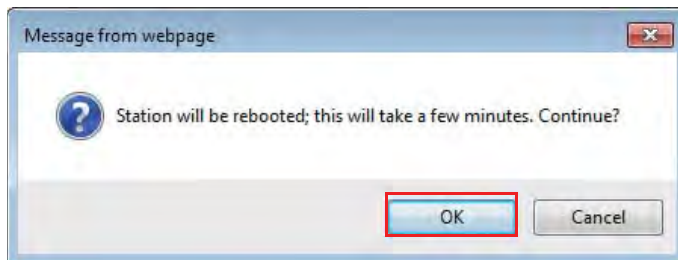 Message from webpage
Station will be rebooted; this will take a few minutes. Continue?
OK
Cancel